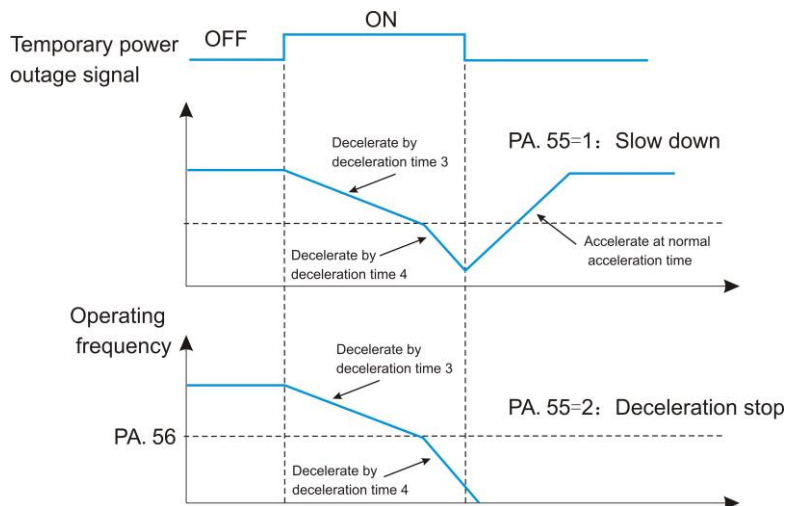 ON
OFF
Temporary power
outage signal
Decelerate by
deceleration time 3
PA. 55=1: Slow down
Decelerate by
deceleration time 4
Accelerate at normal
acceleration time
Operating
frequency
Decelerate by
deceleration time 3
PA. 55=2: Deceleration stop
PA. 56
Decelerate by
deceleration time 4